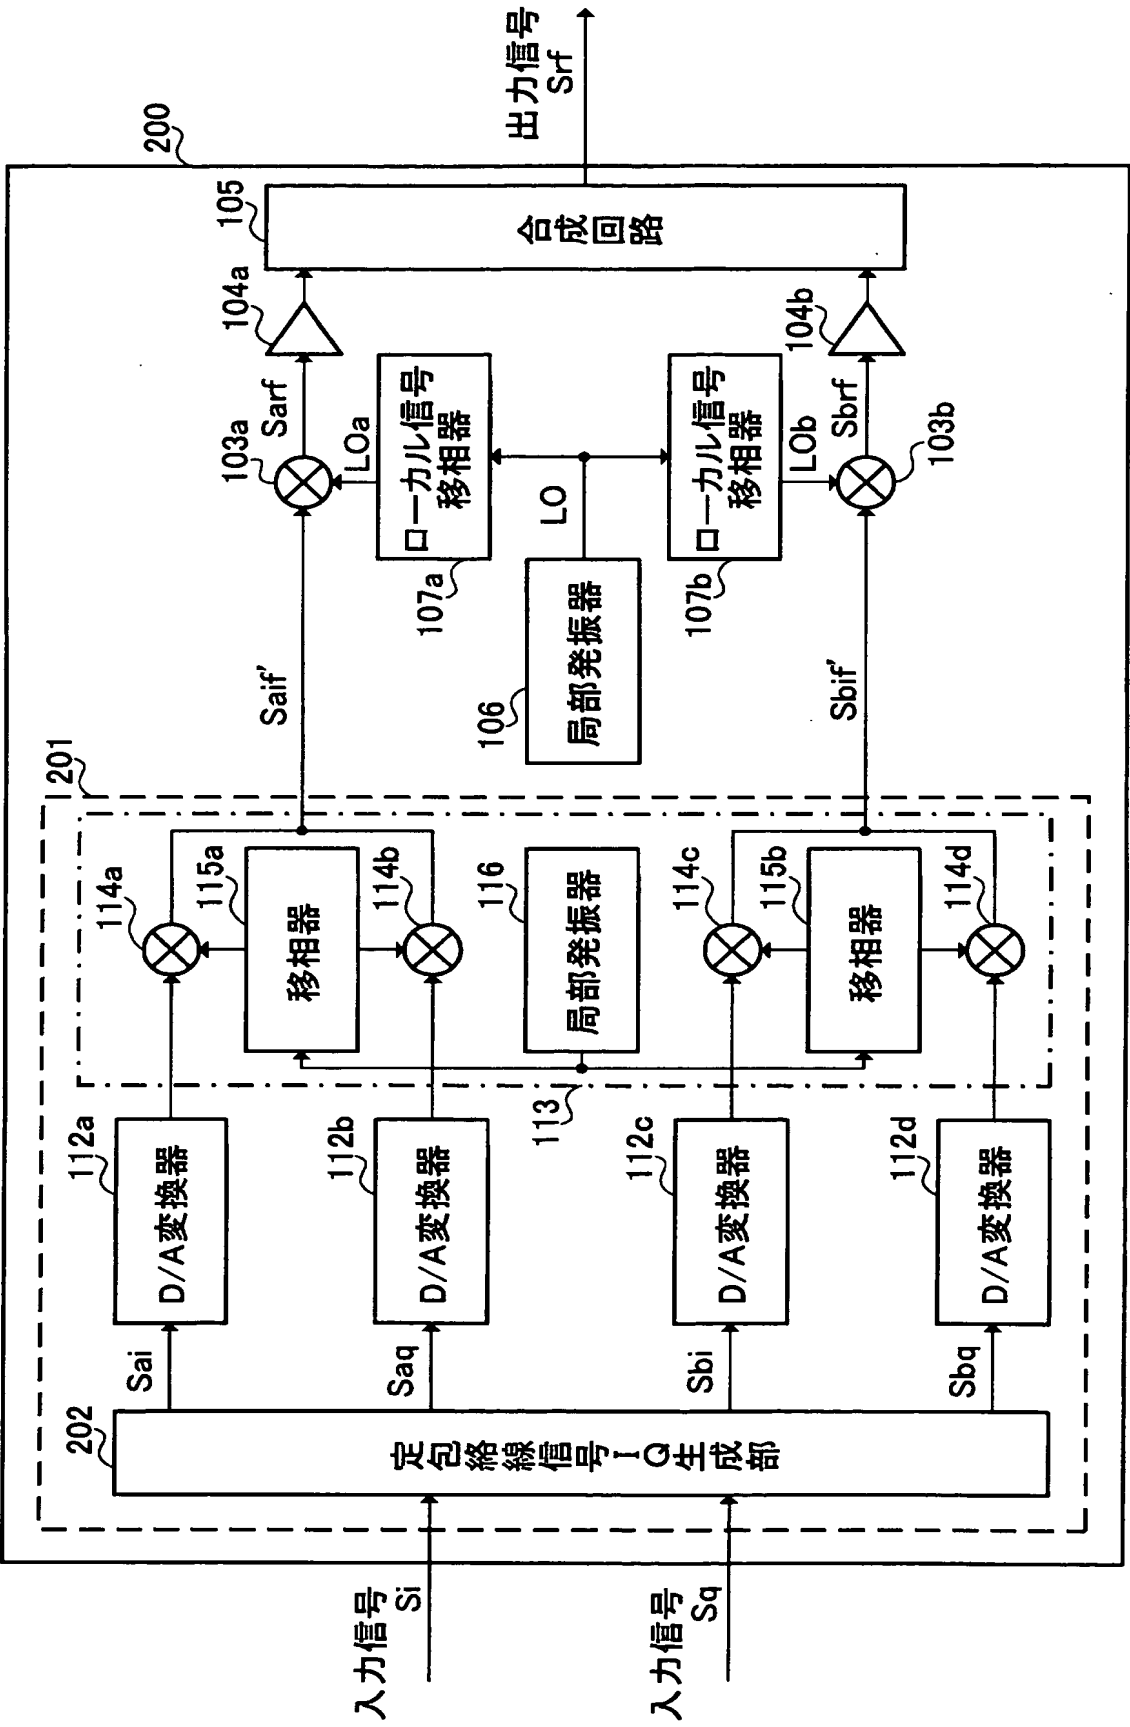 200
201
202
入力信号
Si
入力信号
Sq
定包絡線信号IQ生成部
Sai
Saq
Sbi
Sbq
112a
D/A変換器
112b
D/A変換器
112c
D/A変換器
112d
D/A変換器
113
114a
115a
移相器
114b
116
局部発振器
114c
115b
移相器
114d
Saif'
Sbif'
106
局部発振器
LO
107a
ローカル信号
移相器
LOa
107b
ローカル信号
移相器
LOb
103a
Sarf
103b
Sbrf
104a
104b
105
合成回路
出力信号
Srf